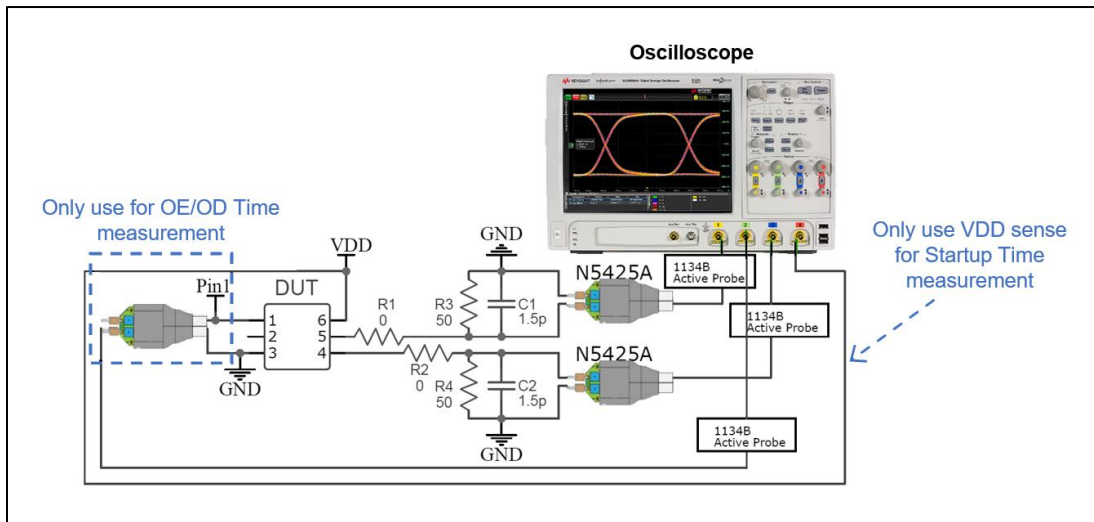 Oscilloscope
KEYSIGHT
Only use for OE/OD Time
measurement
Only use VDD sense
for Startup Time
measurement
VDD
GND
N5425A
1134B
Active Probe
Pin1
DUT
R1
0
R3
50
C1
1.5p
1
2
3
6
5
4
1134B
Active Probe
N5425A
R2
0
R4
50
C2
1.5p
GND
GND
1134B
Active Probe